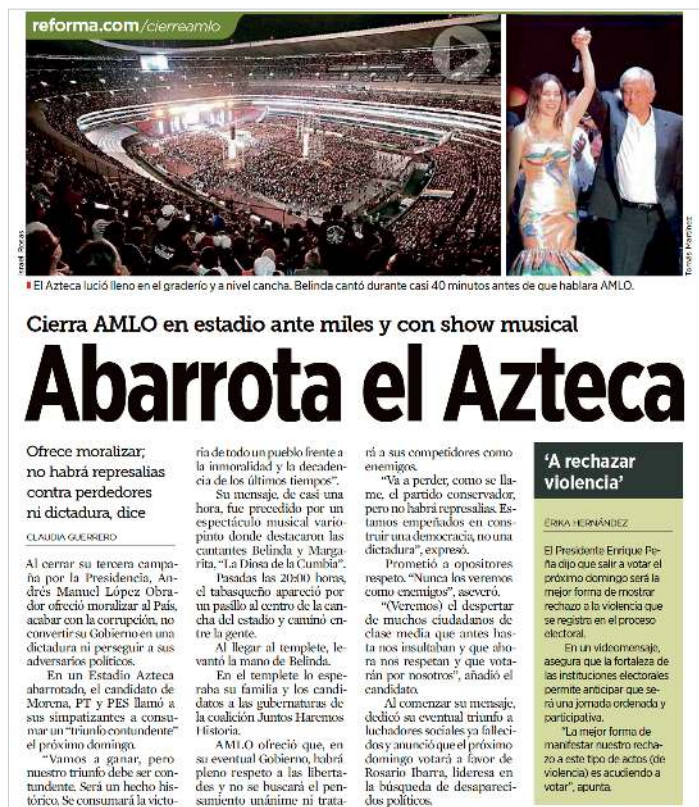 reforma.com/cierreamlo
Israel Rosas
Tomás Martínez
El Azteca lució lleno en el graderío y a nivel cancha. Belinda cantó durante casi 40 minutos antes de que hablara AMLO.
Cierra AMLO en estadio ante miles y con show musical
Abarrota el Azteca
Ofrece moralizar;
no habrá represalias
contra perdedores
ni dictadura, dice
CLAUDIA GUERRERO
Al cerrar su tercera campa-
ña por la Presidencia, An-
drés Manuel López Obra-
dor ofreció moralizar al País,
acabar con la corrupción, no
convertir su Gobierno en una
dictadura ni perseguir a sus
adversarios políticos.
En un Estadio Azteca
abarrotado, el candidato de
Morena, PT y PES llamó a
sus simpatizantes a consu-
mar un "triunfo contundente"
el próximo domingo.
"Vamos a ganar, pero
nuestro triunfo debe ser con-
tundente. Será un hecho his-
tórico. Se consumará la victo-
ria de todo un pueblo frente a
la inmoralidad y la decaden-
cia de los últimos tiempos".
Su mensaje, de casi una
hora, fue precedido por un
espectáculo musical vario-
pinto donde destacaron las
cantantes Belinda y Marga-
rita, "La Diosa de la Cumbia".
Pasadas las 20:00 horas,
el tabasqueño apareció por
un pasillo al centro de la can-
cha del estadio y caminó en-
tre la gente.
Al llegar al templete, le-
vantó la mano de Belinda.
En el templete lo espe-
raba su familia y los candi-
datos a las gubernaturas de
la coalición Juntos Haremos
Historia.
AMLO ofreció que, en
su eventual Gobierno, habrá
pleno respeto a las liberta-
des y no se buscará el pen-
samiento unánime ni trata-
rá a sus competidores como
enemigos.
"Va a perder, como se lla-
me, el partido conservador,
pero no habrá represalias. Es-
tamos empeñados en cons-
truir una democracia, no una
dictadura", expresó.
Prometió a opositores
respeto. "Nunca los veremos
como enemigos", aseveró.
"(Veremos) el despertar
de muchos ciudadanos de
clase media que antes has-
ta nos insultaban y que aho-
ra nos respetan y que vota-
rán por nosotros", añadió el
candidato.
Al comenzar su mensaje,
dedicó su eventual triunfo a
luchadores sociales ya falleci-
dos y anunció que el próximo
domingo votará a favor de
Rosario Ibarra, lideresa en
la búsqueda de desapareci-
dos políticos.
'A rechazar
violencia'
ÉRIKA HERNÁNDEZ
El Presidente Enrique Pe-
ña dijo que salir a votar el
próximo domingo será la
mejor forma de mostrar
rechazo a la violencia que
se registra en el proceso
electoral.
En un videomensaje,
asegura que la fortaleza de
las instituciones electorales
permite anticipar que se-
rá una jornada ordenada y
participativa.
"La mejor forma de
manifestar nuestro recha-
zo a este tipo de actos (de
violencia) es acudiendo a
votar", apunta.